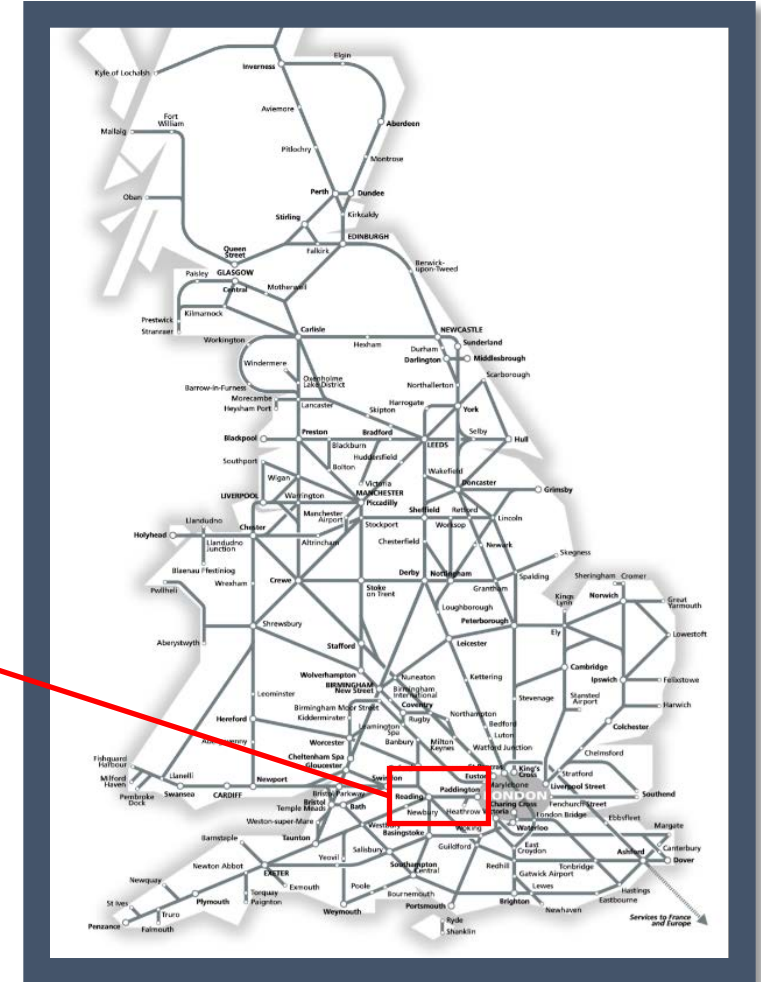 Elgin
Inverness
Kyle of Lochalsh
Aviemore
Fort
William
Mallaig
Aberdeen
Pitlochry
Montrose
Perth
Dundee
Oban
Stirling
Kirkcaldy
EDINBURGH
Queen
Street
Falkirk
Berwick-
upon-Tweed
Paisley
GLASGOW
Central
Motherwell
Kilmarnock
Prestwick
Stranraer
Carlisle
NEWCASTLE
Workington
Hexham
Durham
Sunderland
Darlington
Middlesbrough
Windermere
Scarborough
Oxenholme
Lake District
Barrow-in-Furness
Northallerton
Morecambe
Heysham Port
Lancaster
Harrogate
Skipton
York
Preston
Bradford
Selby
Blackpool
Blackburn
LEEDS
Hull
Huddersfield
Southport
Bolton
Wakefield
Wigan
Victoria
Doncaster
LIVERPOOL
Warrington
MANCHESTER
Piccadilly
Grimsby
Manchester
Airport
Sheffield
Retford
Llandudno
Chester
Stockport
Worksop
Lincoln
Holyhead
Llandudno
Junction
Altrincham
Chesterfield
Newark
Skegness
Blaenau Ffestiniog
Wrexham
Crewe
Derby
Nottingham
Pwllheli
Stoke
on Trent
Grantham
Spalding
Sheringham
Cromer
Kings
Lynn
Norwich
Great
Yarmouth
Loughborough
Peterborough
Shrewsbury
Aberystwyth
Stafford
Leicester
Ely
Lowestoft
Wolverhampton
Nuneaton
Kettering
Cambridge
BIRMINGHAM
New Street
Birmingham
International
Ipswich
Felixstowe
Leominster
Birmingham Moor Street
Coventry
Stevenage
Stansted
Airport
Harwich
Kidderminster
Rugby
Northampton
Hereford
Leamington
Spa
Bedford
Colchester
Abergavenny
Worcester
Banbury
Milton
Keynes
Luton
Cheltenham Spa
Watford Junction
Chelmsford
Fishguard
Harbour
Gloucester
King's
Cross
Llanelli
Swindon
Euston
Stratford
Milford
Haven
Newport
Bristol Parkway
Paddington
Marylebone
Liverpool Street
Pembroke
Dock
Swansea
CARDIFF
Bristol
Temple Meads
Bath
Reading
LONDON
Southend
Heathrow
Charing Cross
Fenchurch Street
Newbury
Victoria
London Bridge
Ebbsfleet
Weston-super-Mare
Westbury
Basingstoke
Woking
Waterloo
Margate
Barnstaple
Taunton
Salisbury
Guildford
East
Croydon
Canterbury
Yeovil
Ashford
Dover
Newton Abbot
EXETER
Southampton
Central
Redhill
Tonbridge
Gatwick Airport
Newquay
Exmouth
Poole
Bournemouth
Lewes
Hastings
St Ives
Plymouth
Torquay
Paignton
Weymouth
Portsmouth
Brighton
Eastbourne
Newhaven
Truro
Penzance
Falmouth
Ryde
Shanklin
Services to France
and Europe